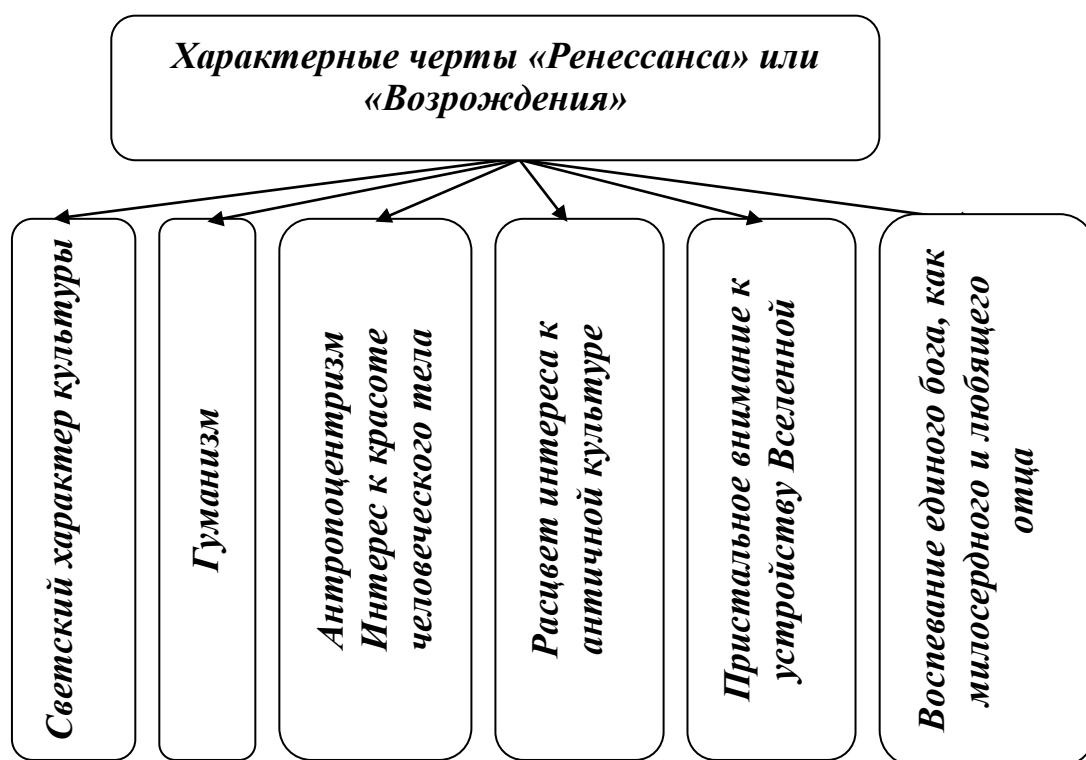 Характерные черты «Ренессанса» или
«Возрождения»
Светский характер культуры
Гуманизм
Антропоцентризм
Интерес к красоте
человеческого тела
Расцвет интереса к
античной культуре
Пристальное внимание к
устройству Вселенной
Воспевание единого бога, как
милосердного и любящего
отца